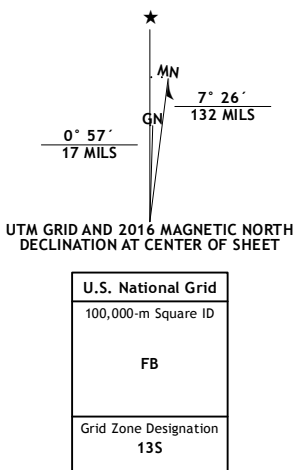 MN
GN
7° 26´
132 MILS
0° 57´
17 MILS
UTM GRID AND 2016 MAGNETIC NORTH
DECLINATION AT CENTER OF SHEET
U.S. National Grid
100,000-m Square ID
FB
Grid Zone Designation
13S